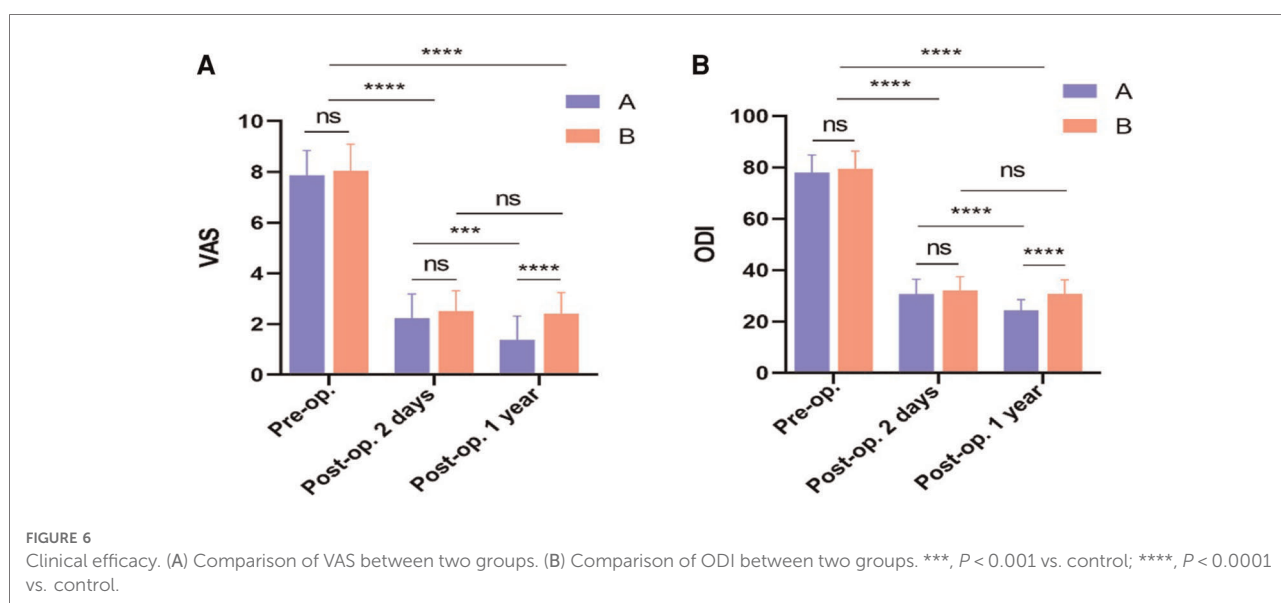 A
****
****
A
B
10
ns
8
6
VAS
ns
4
***
ns
****
2
0
Pre-op.
Post-op. 2 days
Post-op. 1 year
B
****
****
A
B
100
ns
80
ns
60
ODI
****
40
ns
****
20
0
Pre-op.
Post-op. 2 days
Post-op. 1 year
FIGURE 6
Clinical efficacy. (A) Comparison of VAS between two groups. (B) Comparison of ODI between two groups. ***, P < 0.001 vs. control; ****, P < 0.0001
vs. control.